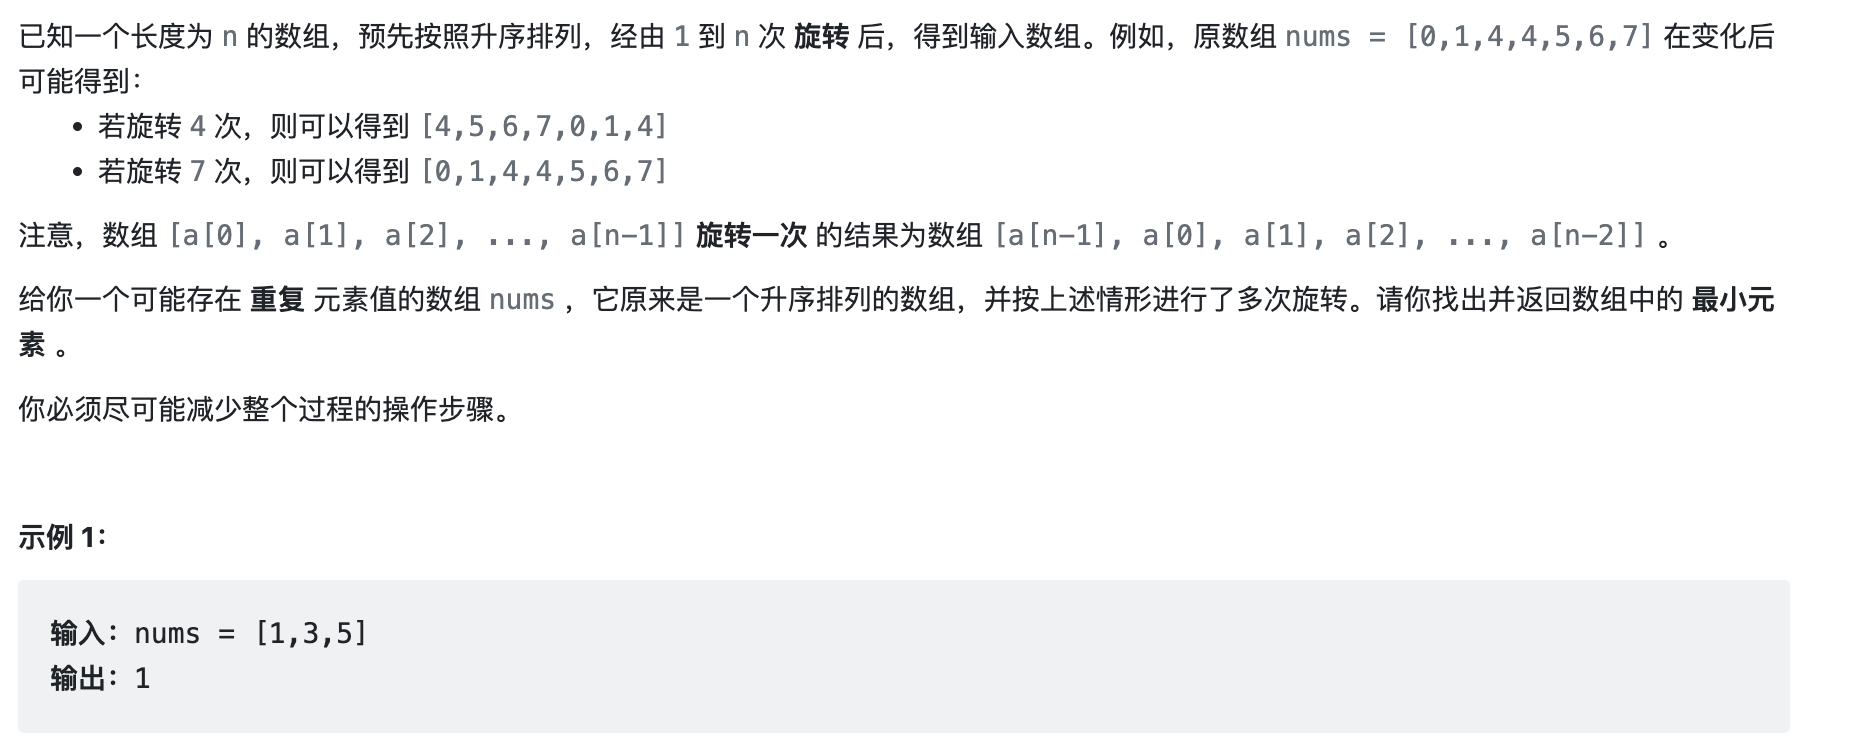 已知一个长度为 n 的数组，预先按照升序排列，经由 1 到 n 次 旋转 后，得到输入数组。例如，原数组 nums = [0,1,4,4,5,6,7] 在变化后
可能得到：
• 若旋转 4 次，则可以得到 [4,5,6,7,0,1,4]
• 若旋转 7 次，则可以得到 [0,1,4,4,5,6,7]
注意，数组 [a[0], a[1], a[2], ..., a[n-1]] 旋转一次 的结果为数组 [a[n-1], a[0], a[1], a[2], ..., a[n-2]] 。
给你一个可能存在 重复 元素值的数组 nums ，它原来是一个升序排列的数组，并按上述情形进行了多次旋转。请你找出并返回数组中的 最小元
素 。
你必须尽可能减少整个过程的操作步骤。
示例 1：
输入：nums = [1,3,5]
输出：1